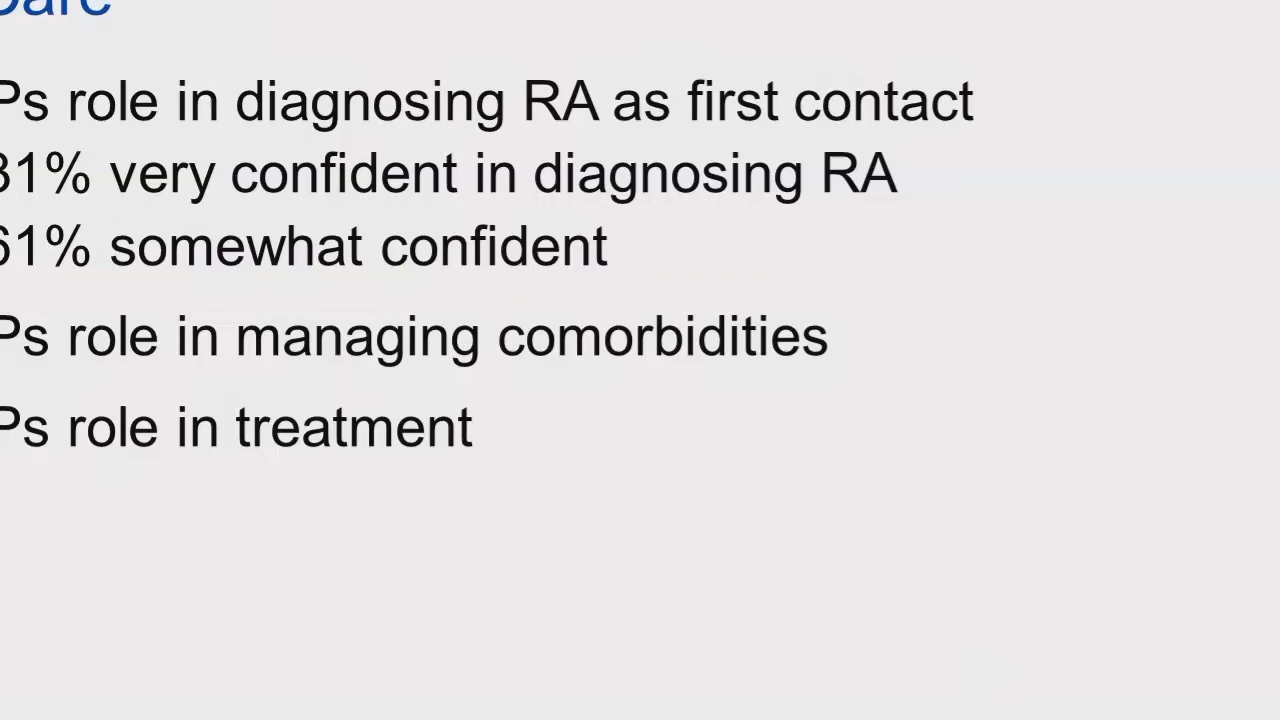 Ps role in diagnosing RA as first contact
1% very confident in diagnosing RA
61% somewhat confident
Ps role in managing comorbidities
Ps role in treatment